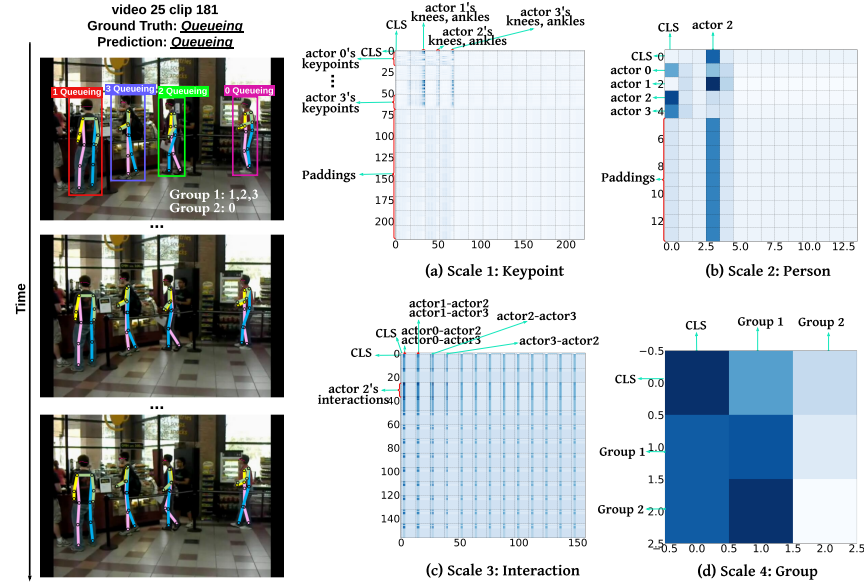 video 25 clip 181
Ground Truth: Queueing
Prediction: Queueing
Time
1 Queueing
3 Queueing
2 Queueing
0 Queueing
Group 1: 1,2,3
Group 2: 0
...
...
CLS
actor 1's
knees, ankles
actor 2's
knees, ankles
actor 3's
knees, ankles
actor 0's
keypoints
CLS
actor 3's
keypoints
Paddings
0
25
50
75
100
125
150
175
200
0
50
100
150
200
(a) Scale 1: Keypoint
CLS
actor 2
CLS
actor 0
actor 1
actor 2
actor 3
Paddings
0
2
4
6
8
10
12
0.0
2.5
5.0
7.5
10.0
12.5
(b) Scale 2: Person
actor1-actor2
actor1-actor3
CLS
actor0-actor2
actor0-actor3
actor2-actor3
actor3-actor2
CLS
actor 2's
interactions
0
20
40
60
80
100
120
140
0
50
100
150
(c) Scale 3: Interaction
CLS
Group 1
Group 2
CLS
Group 1
Group 2
−0.5
0.0
0.5
1.0
1.5
2.0
2.5
0.0
0.5
1.0
1.5
2.0
2.5
(d) Scale 4: Group